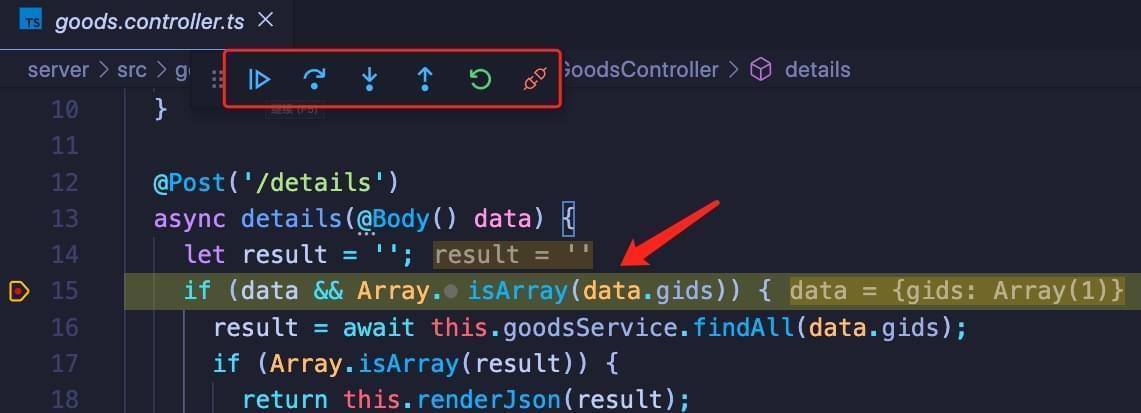 TS goods.controller.ts
server > src > g GoodsController > details
继续 (F5)
10 }
11
12 @Post('/details')
13 async details(@Body() data) {
14 let result = ''; result = ''
15 if (data && Array. isArray(data.gids)) { data = {gids: Array(1)}
16 result = await this.goodsService.findAll(data.gids);
17 if (Array.isArray(result)) {
18 return this.renderJson(result);